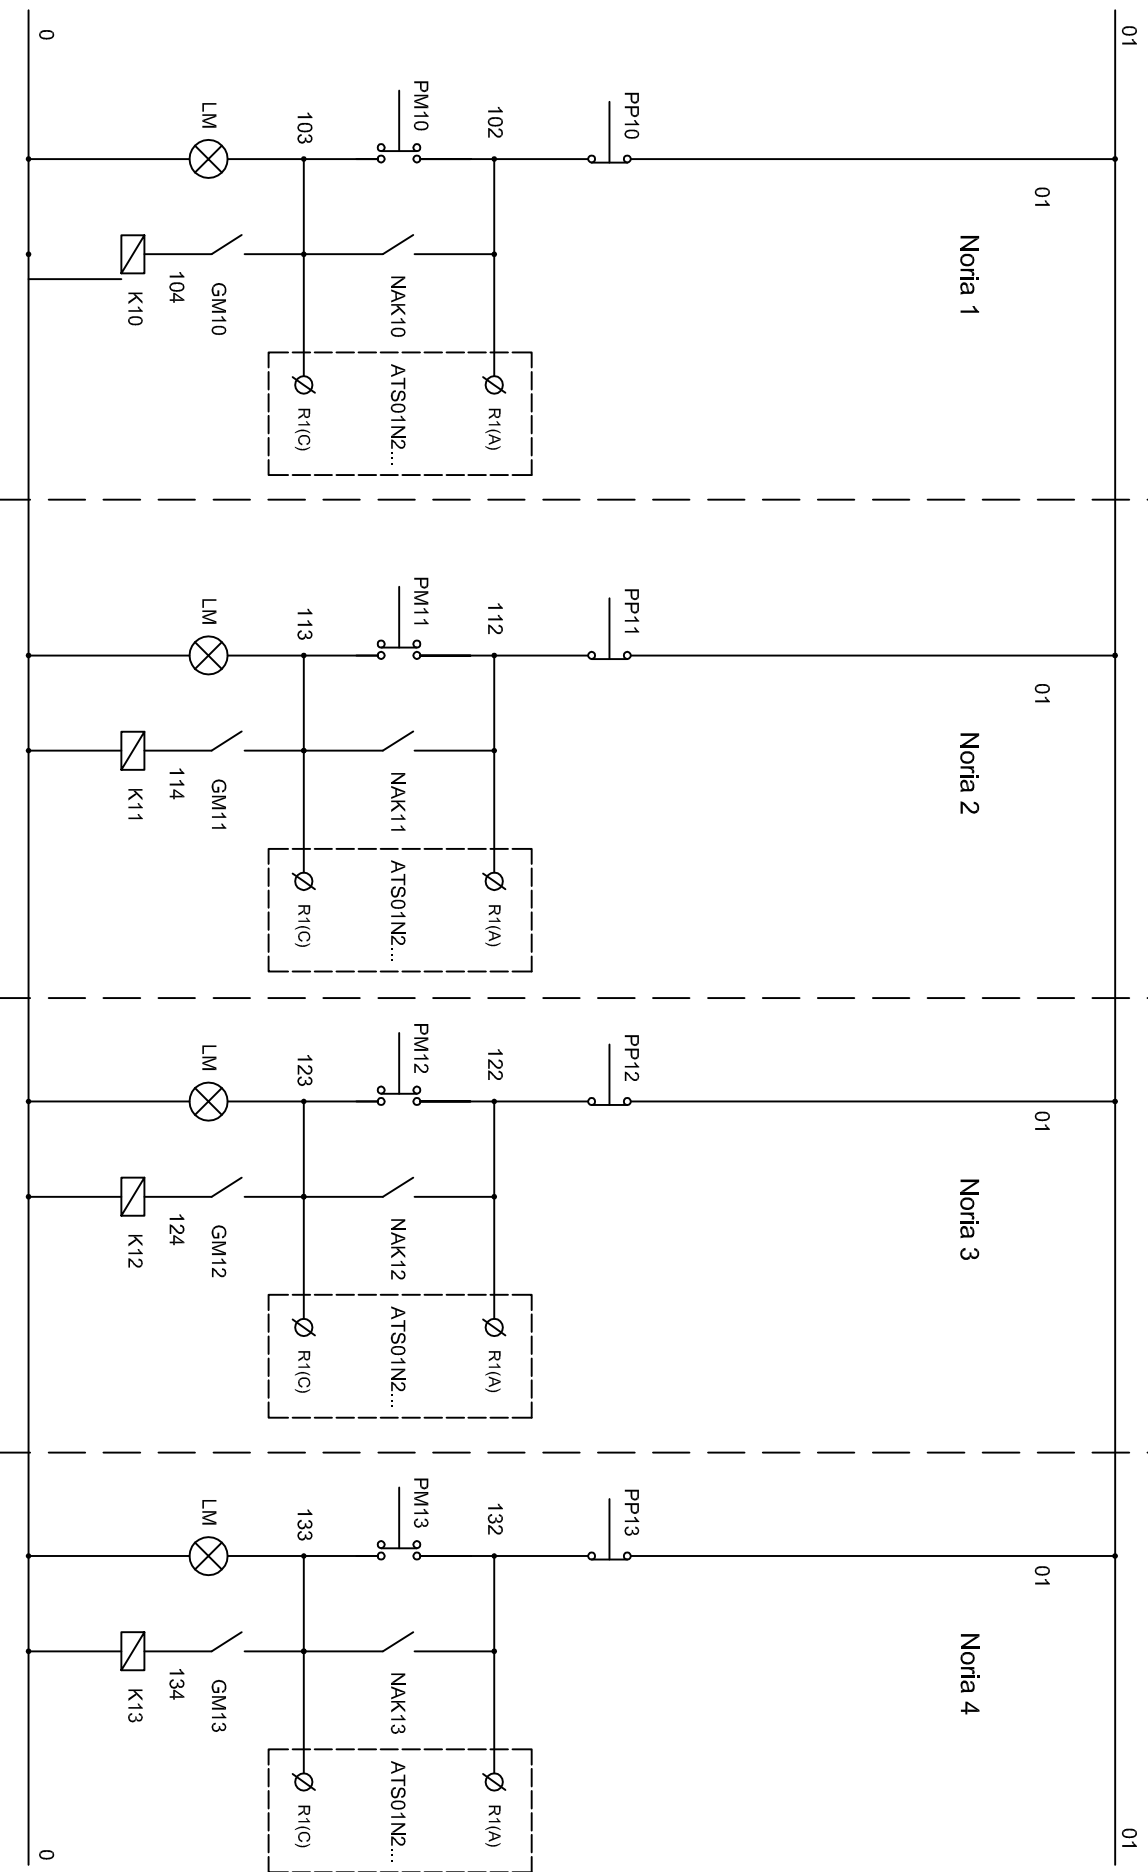 01
01
01
Noria 1
PP10
102
PM10
NAK10
ATS01N2....
R1(A)
R1(C)
103
LM
GM10
104
K10
01
Noria 2
PP11
112
PM11
NAK11
ATS01N2...
R1(A)
R1(C)
113
LM
GM11
114
K11
01
Noria 3
PP12
122
PM12
NAK12
ATS01N2...
R1(A)
R1(C)
123
LM
GM12
124
K12
01
Noria 4
PP13
132
PM13
NAK13
ATS01N2...
R1(A)
R1(C)
133
LM
GM13
134
K13
0
0